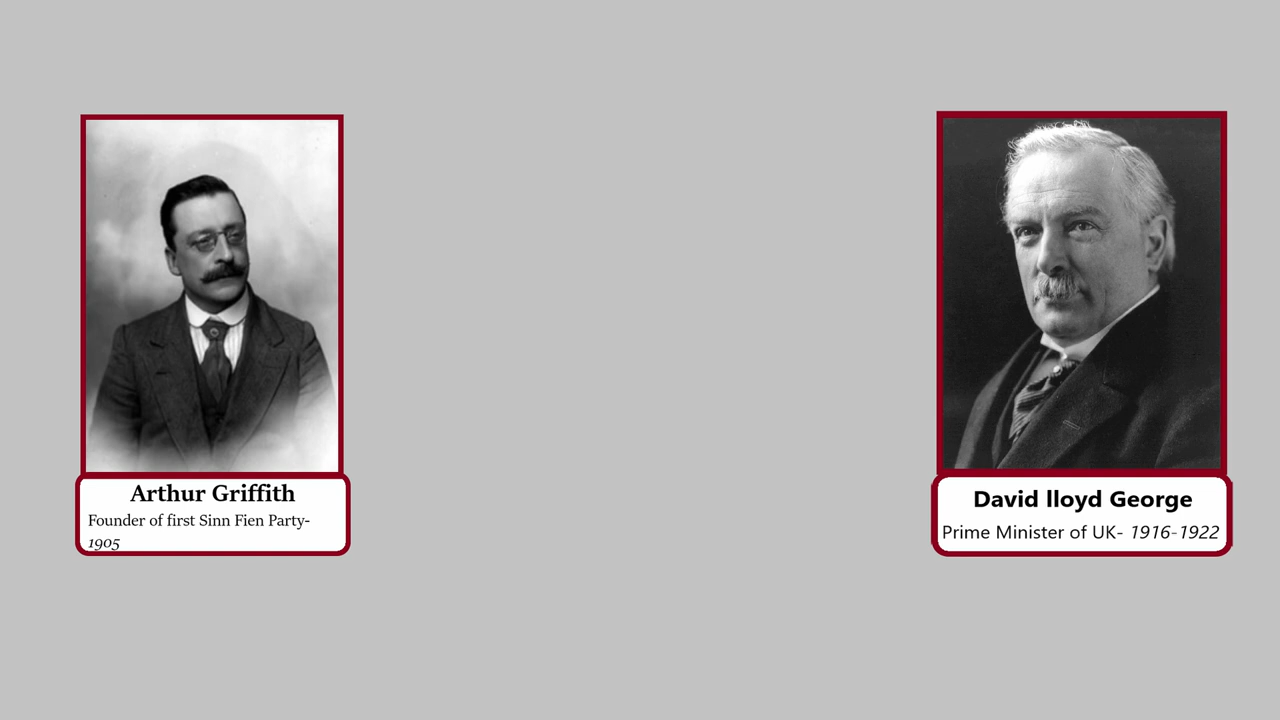 Arthur Griffith
Founder of first Sinn Fien Party-
1905
David lloyd George
Prime Minister of UK- 1916-1922